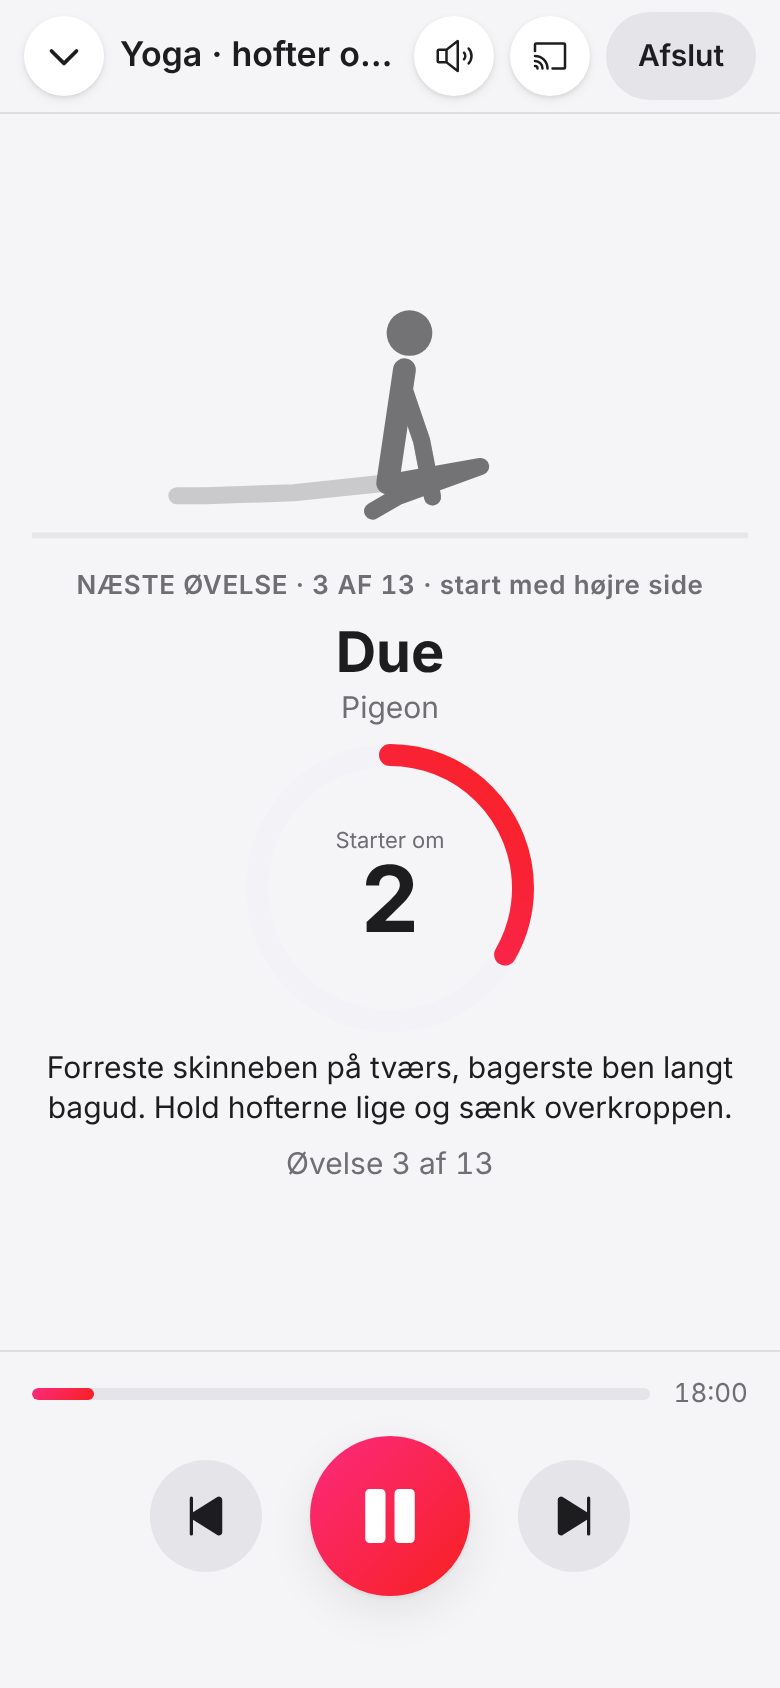 Yoga · hofter o...
Afslut
NÆSTE ØVELSE · 3 AF 13 · start med højre side
Due
Pigeon
Starter om
2
Forreste skinneben på tværs, bagerste ben langt
bagud. Hold hofterne lige og sænk overkroppen.
Øvelse 3 af 13
18:00